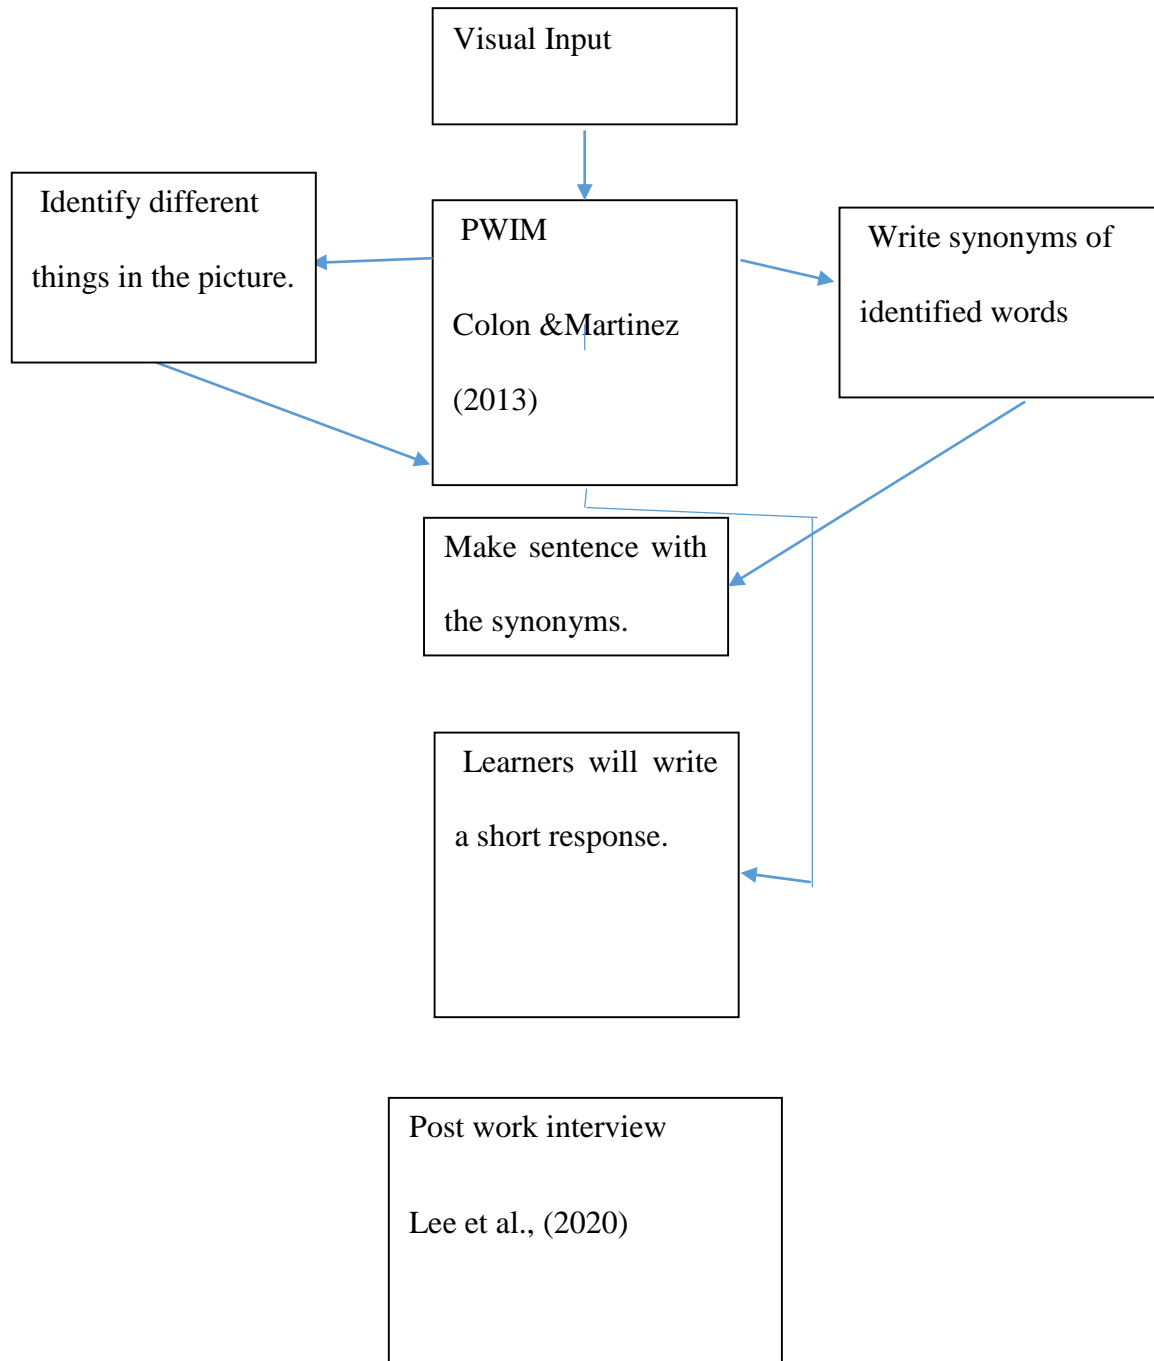 Visual Input
Identify different
things in the picture.
PWIM
Colon &Martinez
(2013)
Write synonyms of
identified words
Make sentence with
the synonyms.
Learners will write
a short response.
Post work interview
Lee et al., (2020)